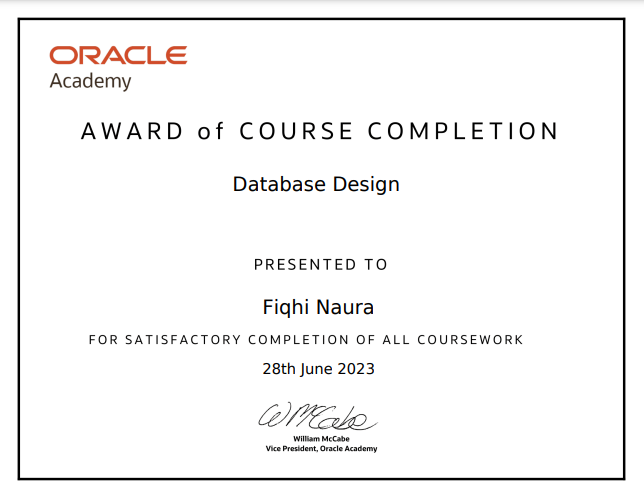 ORACLE
Academy
AWARD of COURSE COMPLETION
Database Design
PRESENTED TO
Fiqhi Naura
FOR SATISFACTORY COMPLETION OF ALL COURSEWORK
28th June 2023
WMcCabe
William McCabe
Vice President, Oracle Academy